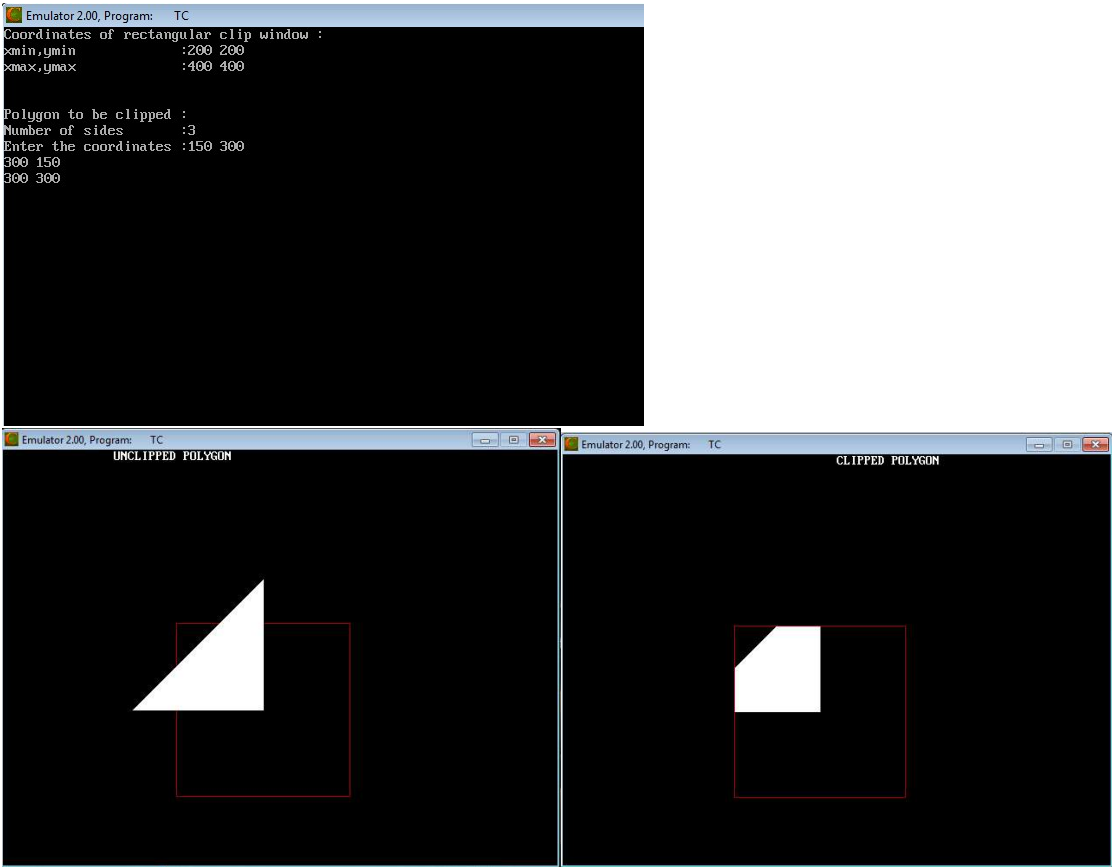 Emulator 2.00, Program: TC
Coordinates of rectangular clip window :
xmin,ymin :200 200
xmax,ymax :400 400
Polygon to be clipped :
Number of sides :3
Enter the coordinates :150 300
300 150
300 300
Emulator 2.00, Program: TC
UNCLIPPED POLYGON
Emulator 2.00, Program: TC
CLIPPED POLYGON